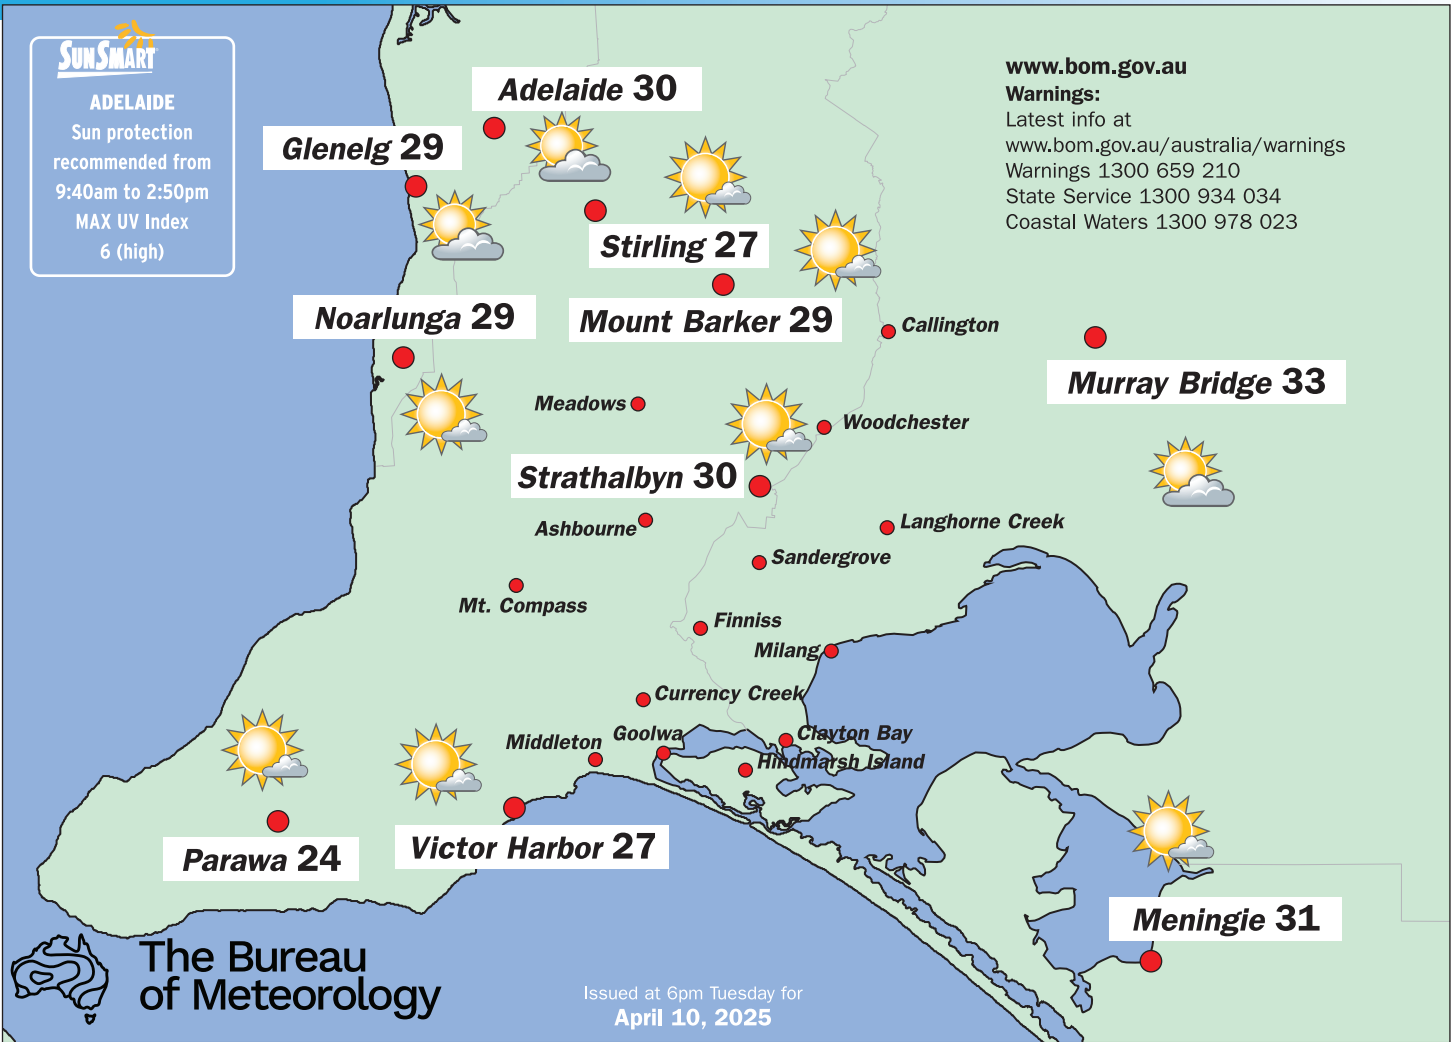 SUNSMART
ADELAIDE
Sun protection
recommended from
9:40am to 2:50pm
MAX UV Index
6 (high)
www.bom.gov.au
Warnings:
Latest info at
www.bom.gov.au/australia/warnings
Warnings 1300 659 210
State Service 1300 934 034
Coastal Waters 1300 978 023
Adelaide 30
Glenelg 29
Stirling 27
Noarlunga 29
Mount Barker 29
Callington
Murray Bridge 33
Meadows
Woodchester
Strathalbyn 30
Ashbourne
Langhorne Creek
Sandergrove
Mt. Compass
Finniss
Milang
Currency Creek
Goolwa
Clayton Bay
Middleton
Hindmarsh Island
Parawa 24
Victor Harbor 27
Meningie 31
The Bureau
of Meteorology
Issued at 6pm Tuesday for
April 10, 2025